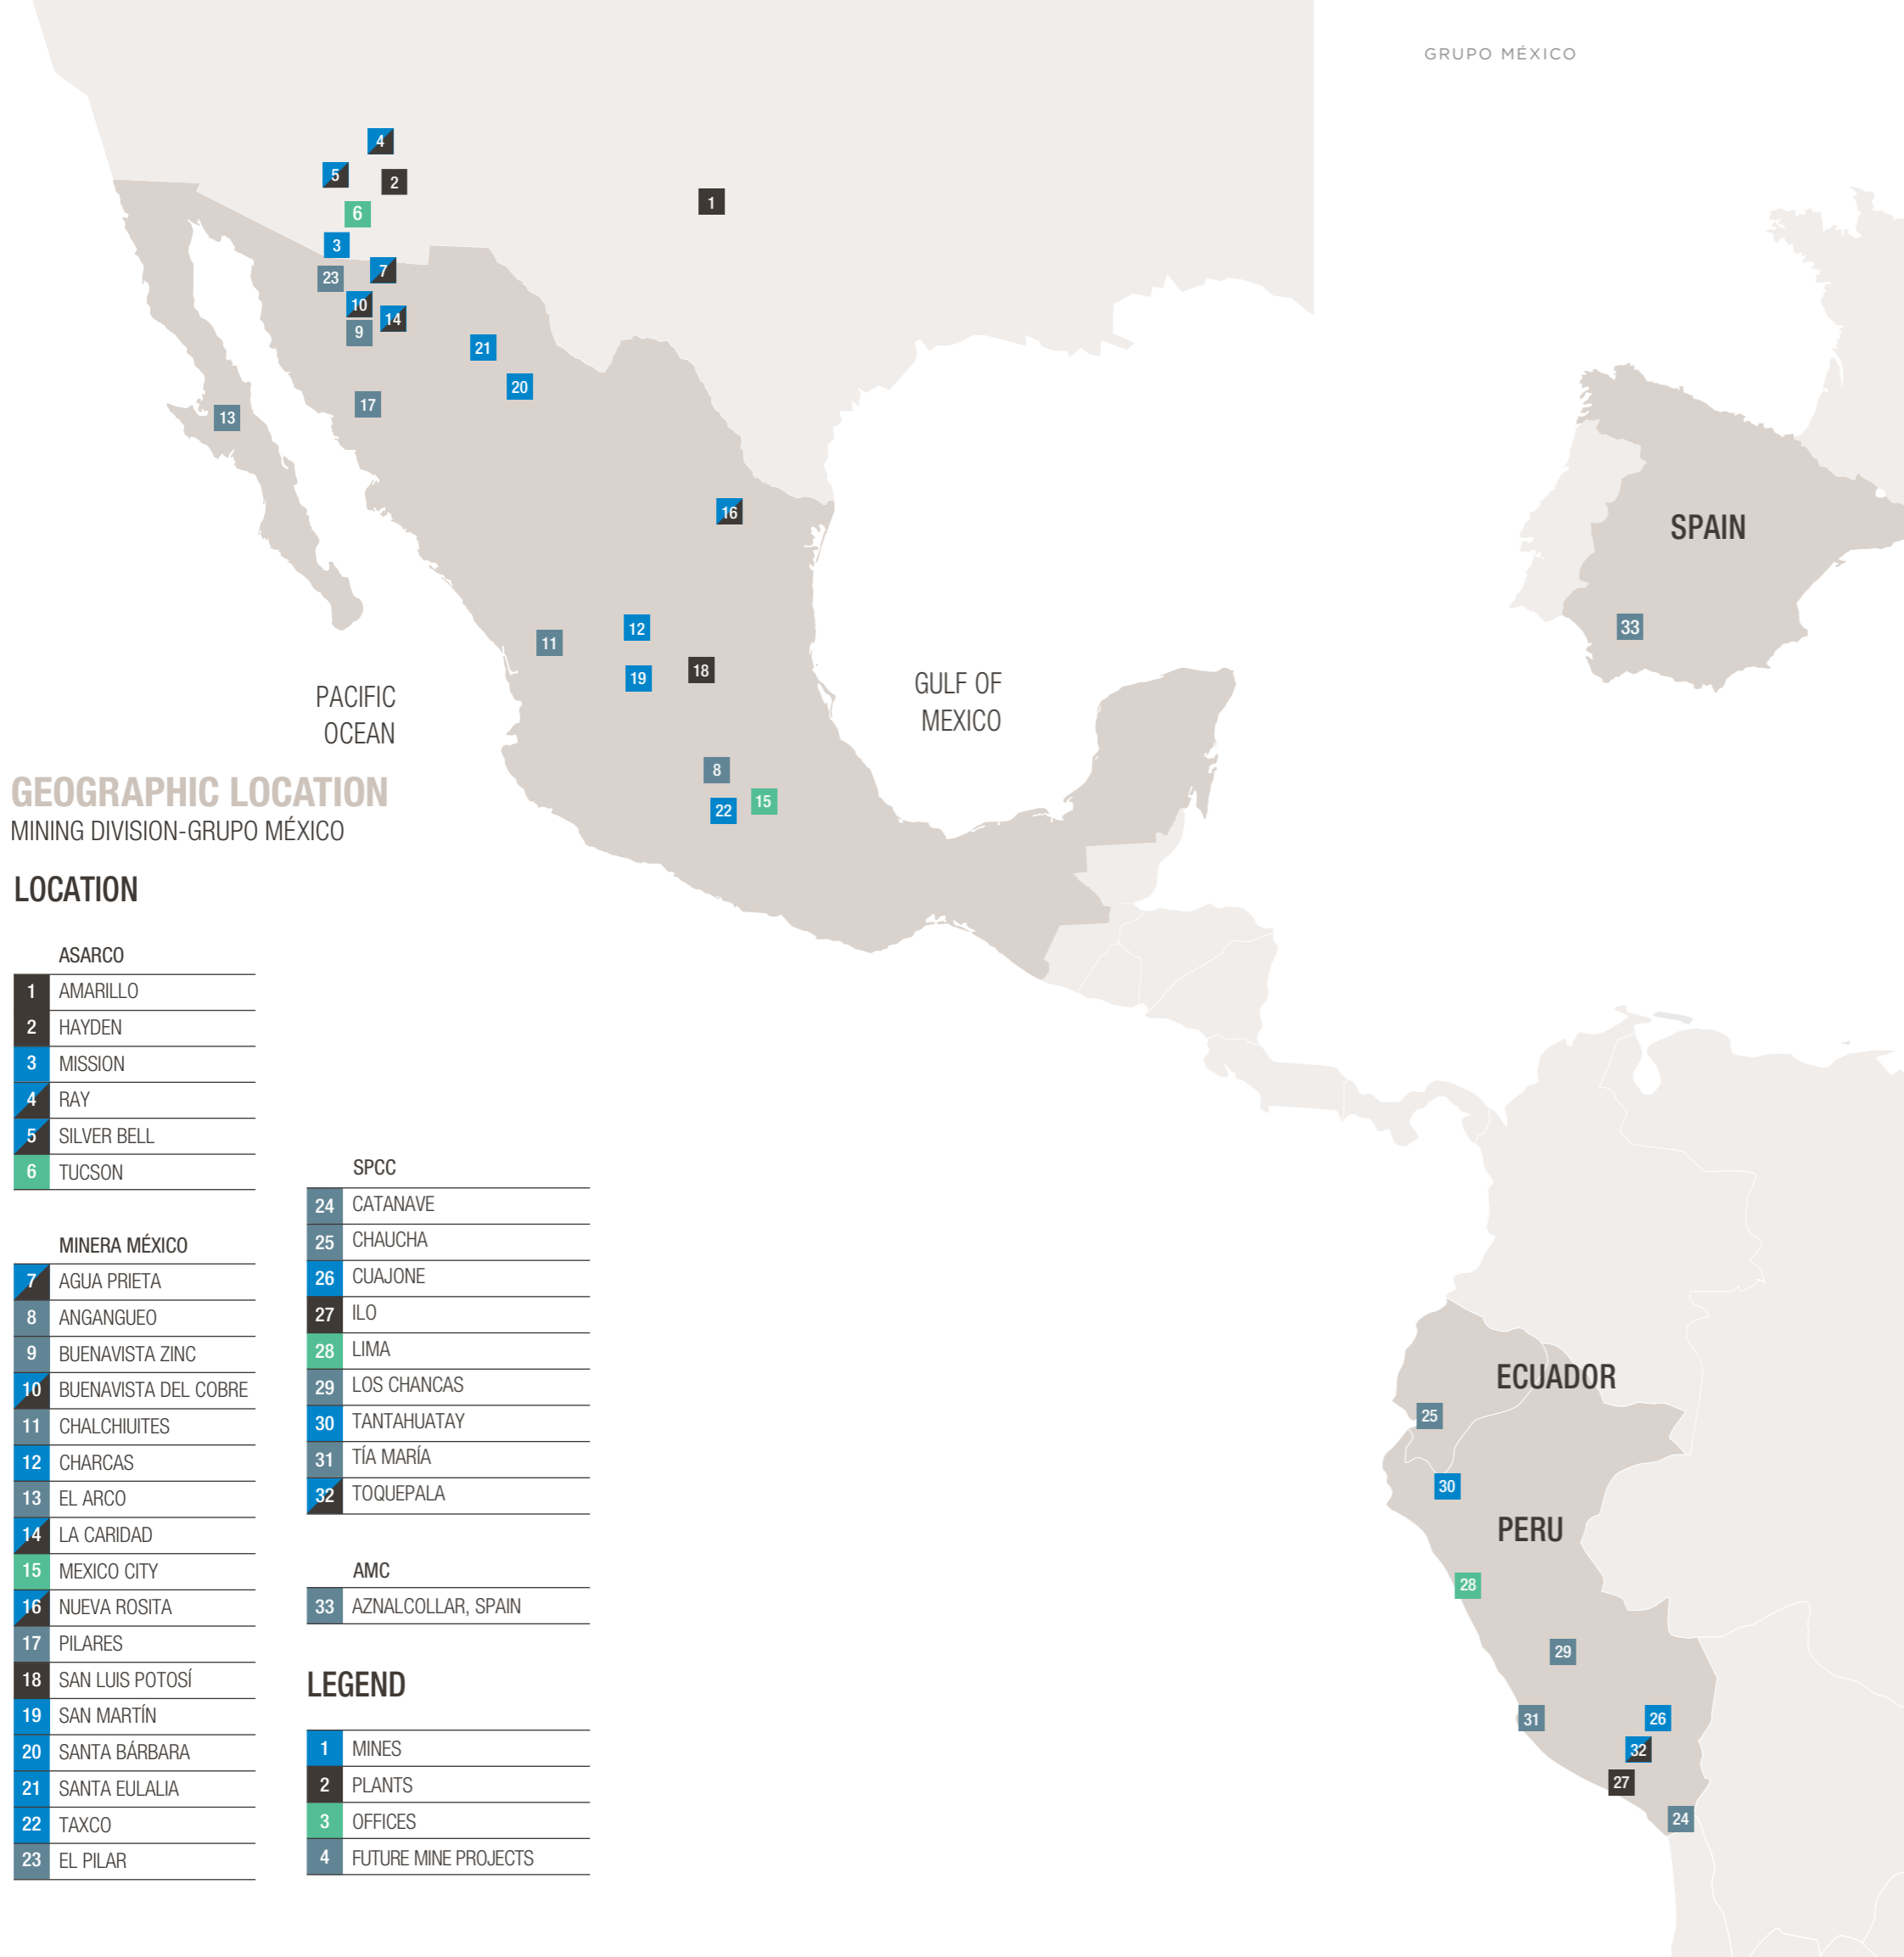 GRUPO MÉXICO
4
5
2
1
6
3
23
7
10
14
9
21
20
17
13
16
12
11
18
19
8
15
22
33
SPAIN
PACIFIC
OCEAN
GULF OF
MEXICO
GEOGRAPHIC LOCATION
MINING DIVISION-GRUPO MÉXICO
LOCATION
ASARCO
1 AMARILLO
2 HAYDEN
3 MISSION
4 RAY
5 SILVER BELL
6 TUCSON
MINERA MÉXICO
7 AGUA PRIETA
8 ANGANGUEO
9 BUENAVISTA ZINC
10 BUENAVISTA DEL COBRE
11 CHALCHIUITES
12 CHARCAS
13 EL ARCO
14 LA CARIDAD
15 MEXICO CITY
16 NUEVA ROSITA
17 PILARES
18 SAN LUIS POTOSÍ
19 SAN MARTÍN
20 SANTA BÁRBARA
21 SANTA EULALIA
22 TAXCO
23 EL PILAR
SPCC
24 CATANAVE
25 CHAUCHA
26 CUAJONE
27 ILO
28 LIMA
29 LOS CHANCAS
30 TANTAHUATAY
31 TÍA MARÍA
32 TOQUEPALA
AMC
33 AZNALCOLLAR, SPAIN
LEGEND
1 MINES
2 PLANTS
3 OFFICES
4 FUTURE MINE PROJECTS
ECUADOR
25
30
PERU
28
29
31
26
32
27
24